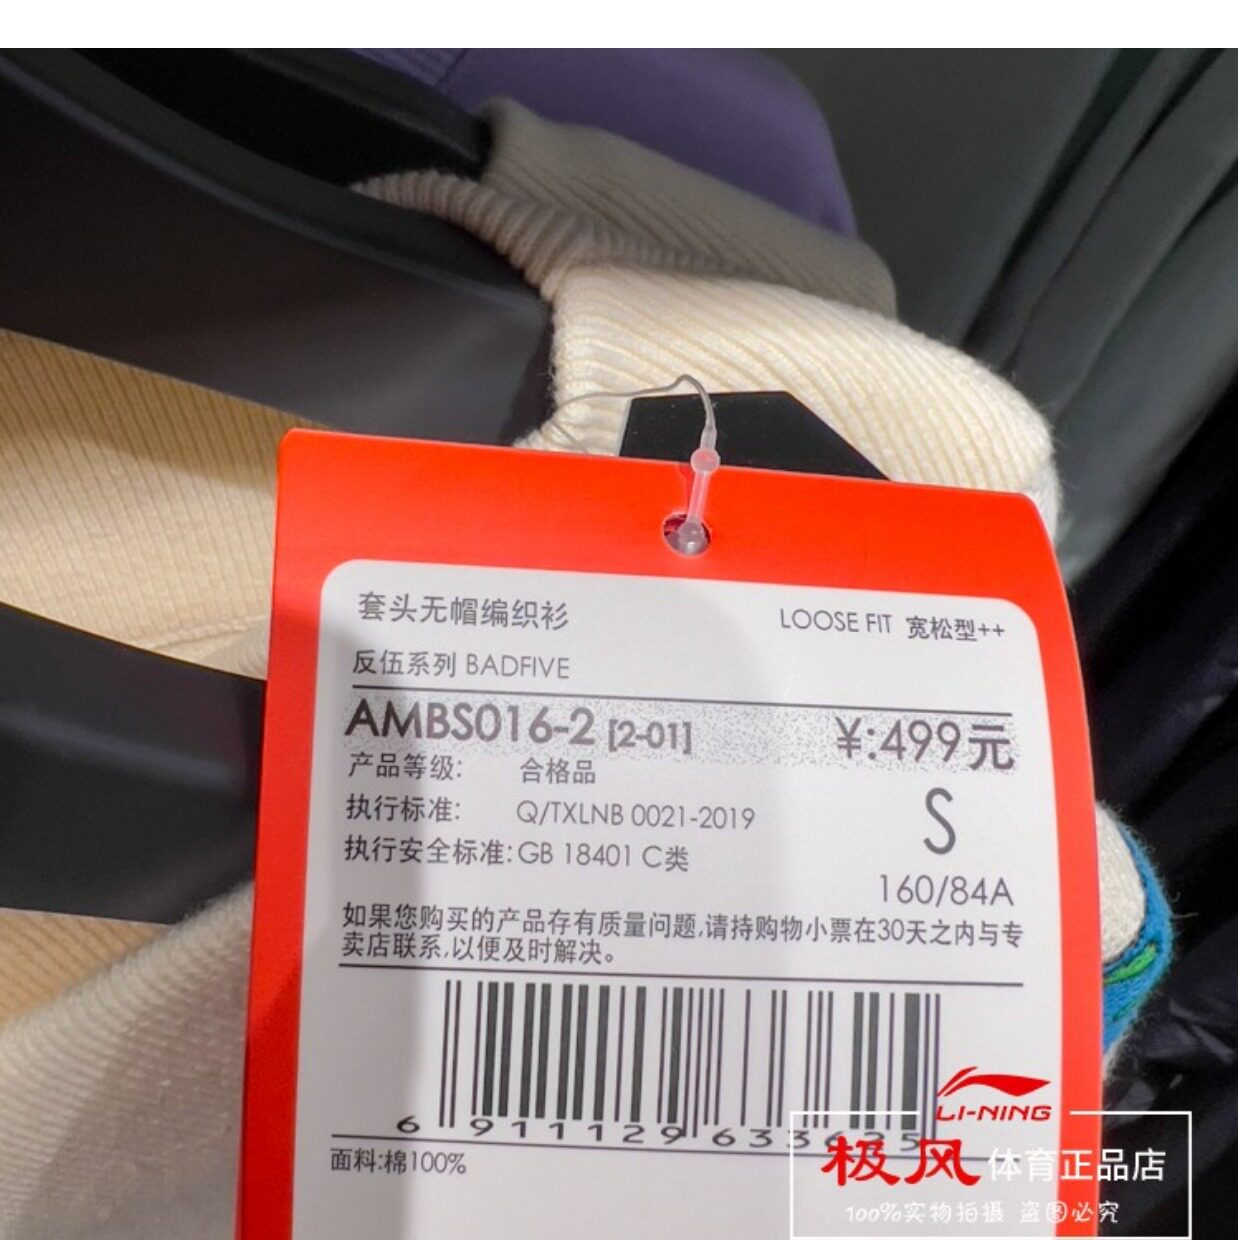 套头无帽编织衫
LOOSE FIT 宽松型++
反伍系列 BADFIVE
AMBS016-2 [2-01]
¥:499元
产品等级: 合格品
执行标准: Q/TXLNB 0021-2019
S
执行安全标准:GB 18401 C类
160/84A
如果您购买的产品存有质量问题,请持购物小票在30天之内与专
卖店联系,以便及时解决。
6 911129 633635
面料:棉100%
LI-NING
极风体育正品店
100%实物拍摄 盗图必究